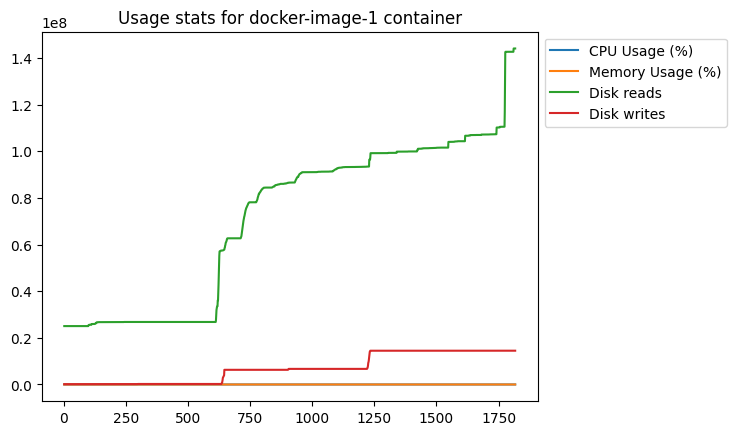 Usage stats for docker-image-1 container
1e8
CPU Usage (%)
Memory Usage (%)
Disk reads
Disk writes
1.4
1.2
1.0
0.8
0.6
0.4
0.2
0.0
0 250 500 750 1000 1250 1500 1750